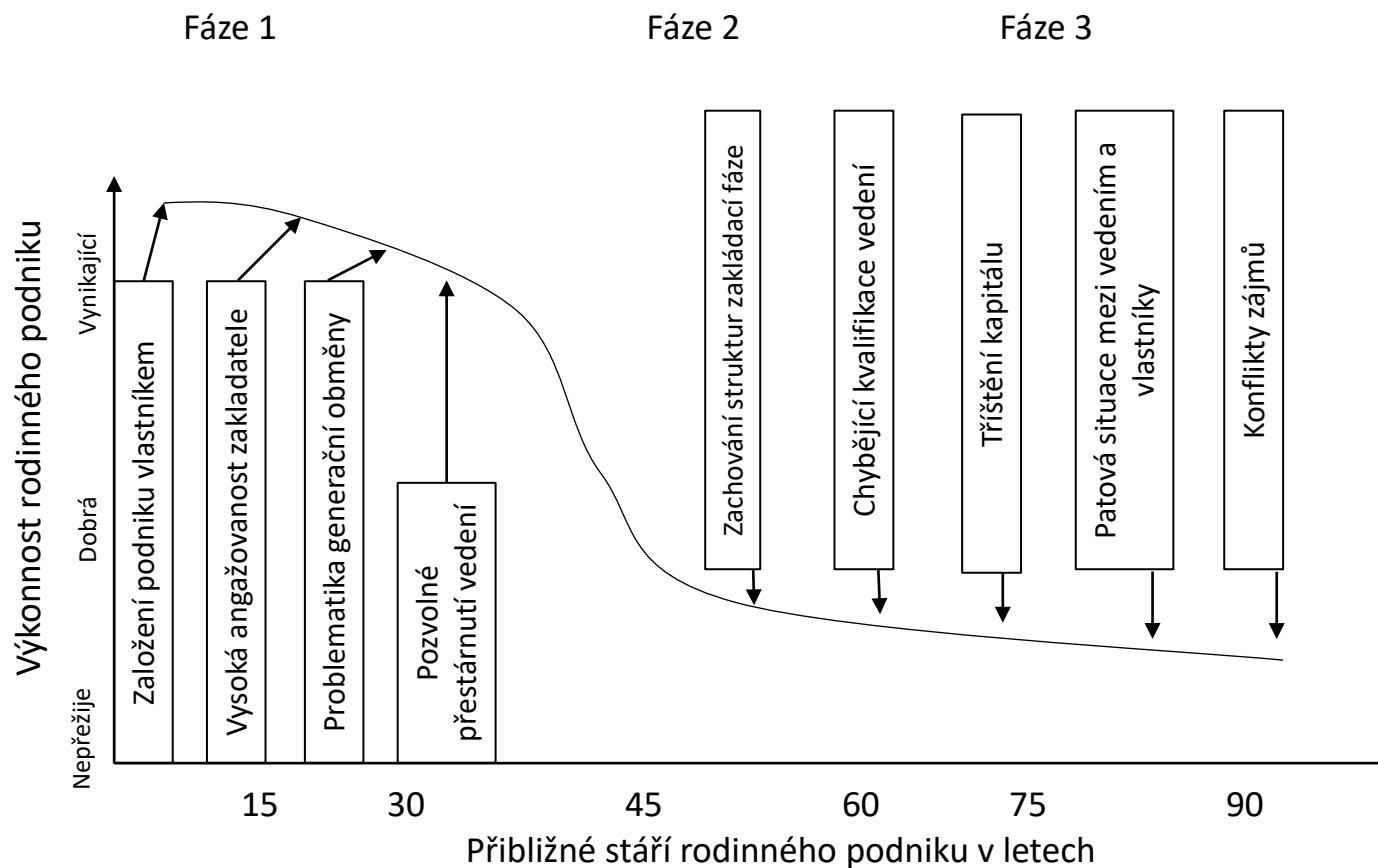 Fáze 1
Fáze 2
Fáze 3
Výkonnost rodinného podniku
Vynikající
Dobrá
Nepřežije
Založení podniku vlastníkem
Vysoká angažovanost zakladatele
Problematika generační obměny
Pozvolné
přestárnutí vedení
Zachování struktur zakládací fáze
Chybějící kvalifikace vedení
Tříštění kapitálu
Patová situace mezi vedením a
vlastníky
Konflikty zájmů
15
30
45
60
75
90
Přibližné stáří rodinného podniku v letech